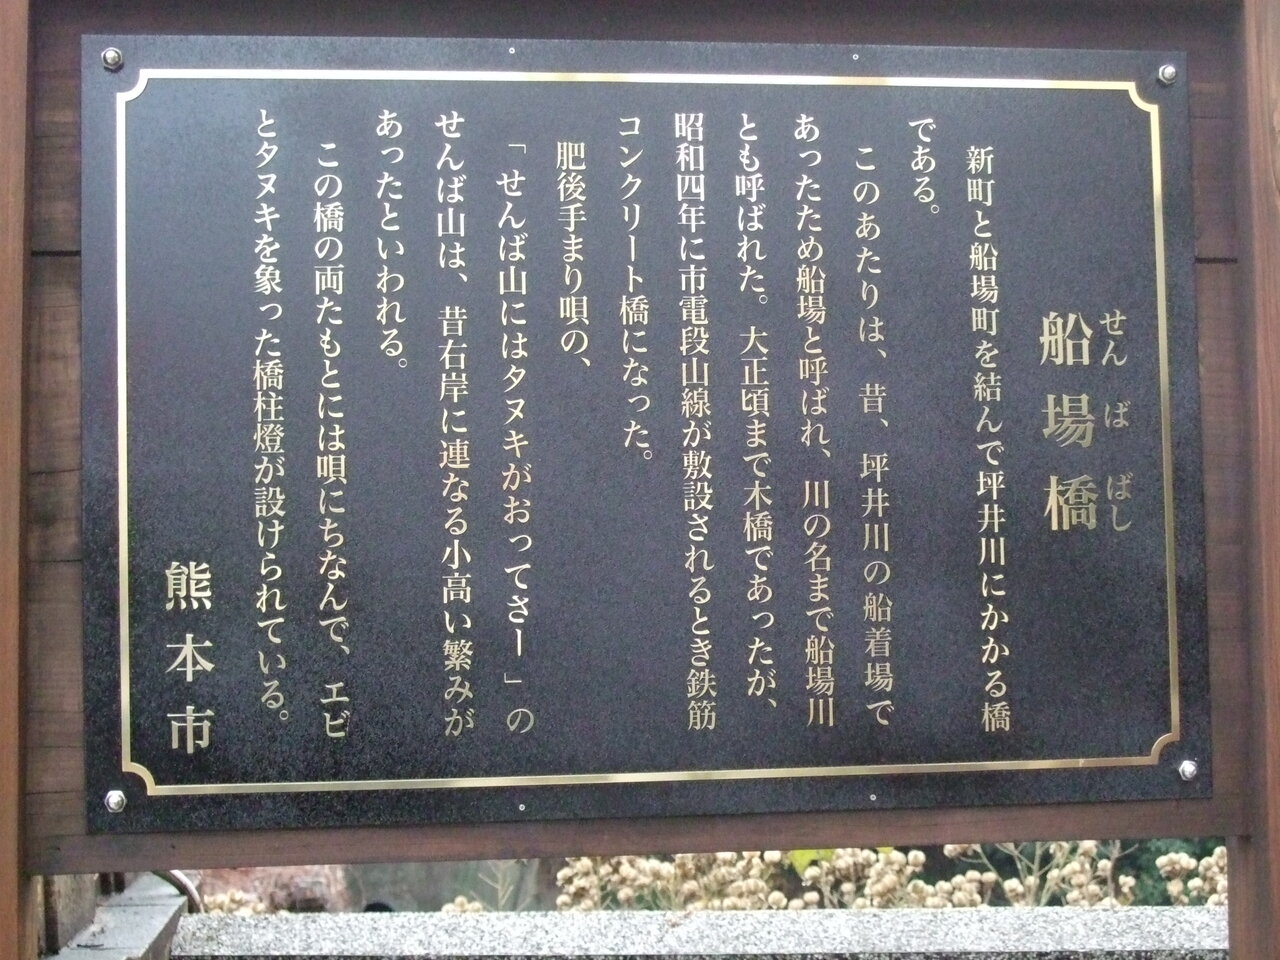 せんばばし
船場橋
新町と船場町を結んで坪井川にかかる橋
である。
このあたりは、昔、坪井川の船着場で
あったため船場と呼ばれ、川の名まで船場川
とも呼ばれた。大正頃まで木橋であったが、
昭和四年に市電段山線が敷設されるとき鉄筋
コンクリート橋になった。
肥後手まり唄の、
「せんば山にはタヌキがおってさー」の
せんば山は、昔右岸に連なる小高い繁みが
あったといわれる。
この橋の両たもとには唄にちなんで、エビ
とタヌキを象った橋柱燈が設けられている。
熊本市